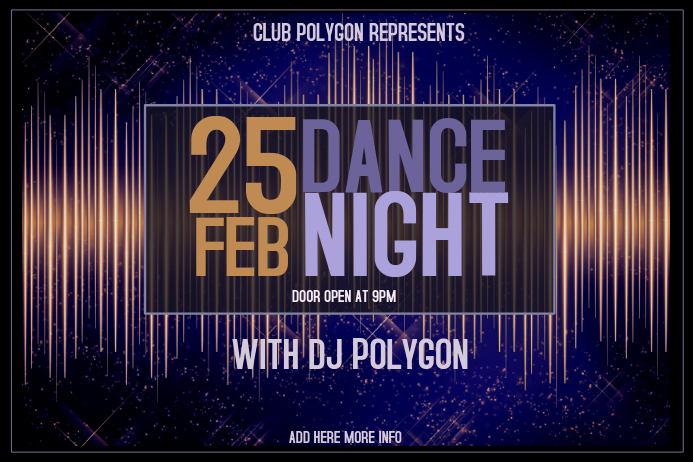 CLUB POLYGON REPRESENTS
25 DANCE
FEB NIGHT
DOOR OPEN AT 9PM
WITH DJ POLYGON
ADD HERE MORE INFO